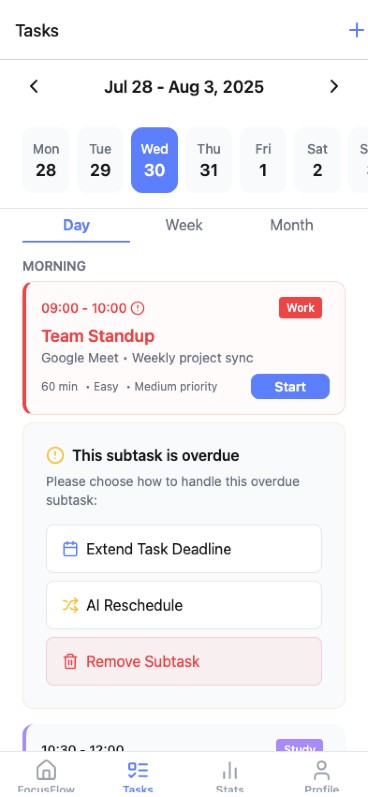 Tasks
Jul 28 - Aug 3, 2025
Mon Tue Wed Thu Fri Sat
28 29 30 31 1 2
Day Week Month
MORNING
09:00 - 10:00 Work
Team Standup
Google Meet • Weekly project sync
60 min • Easy • Medium priority Start
This subtask is overdue
Please choose how to handle this overdue
subtask:
Extend Task Deadline
AI Reschedule
Remove Subtask
10:30 - 12:00 Study
FocusFlow Tasks Stats Profile